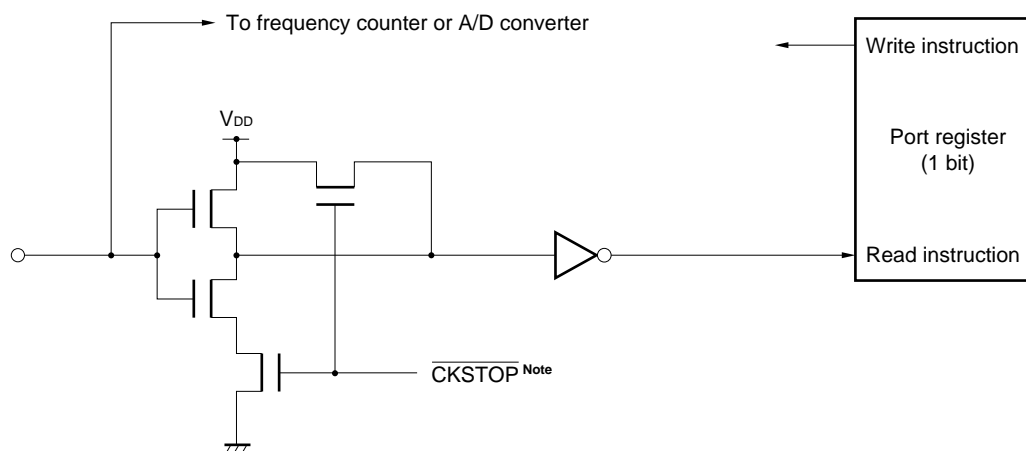 To frequency counter or A/D converter
Write instruction
VDD
Port register
(1 bit)
Read instruction
CKSTOP Note